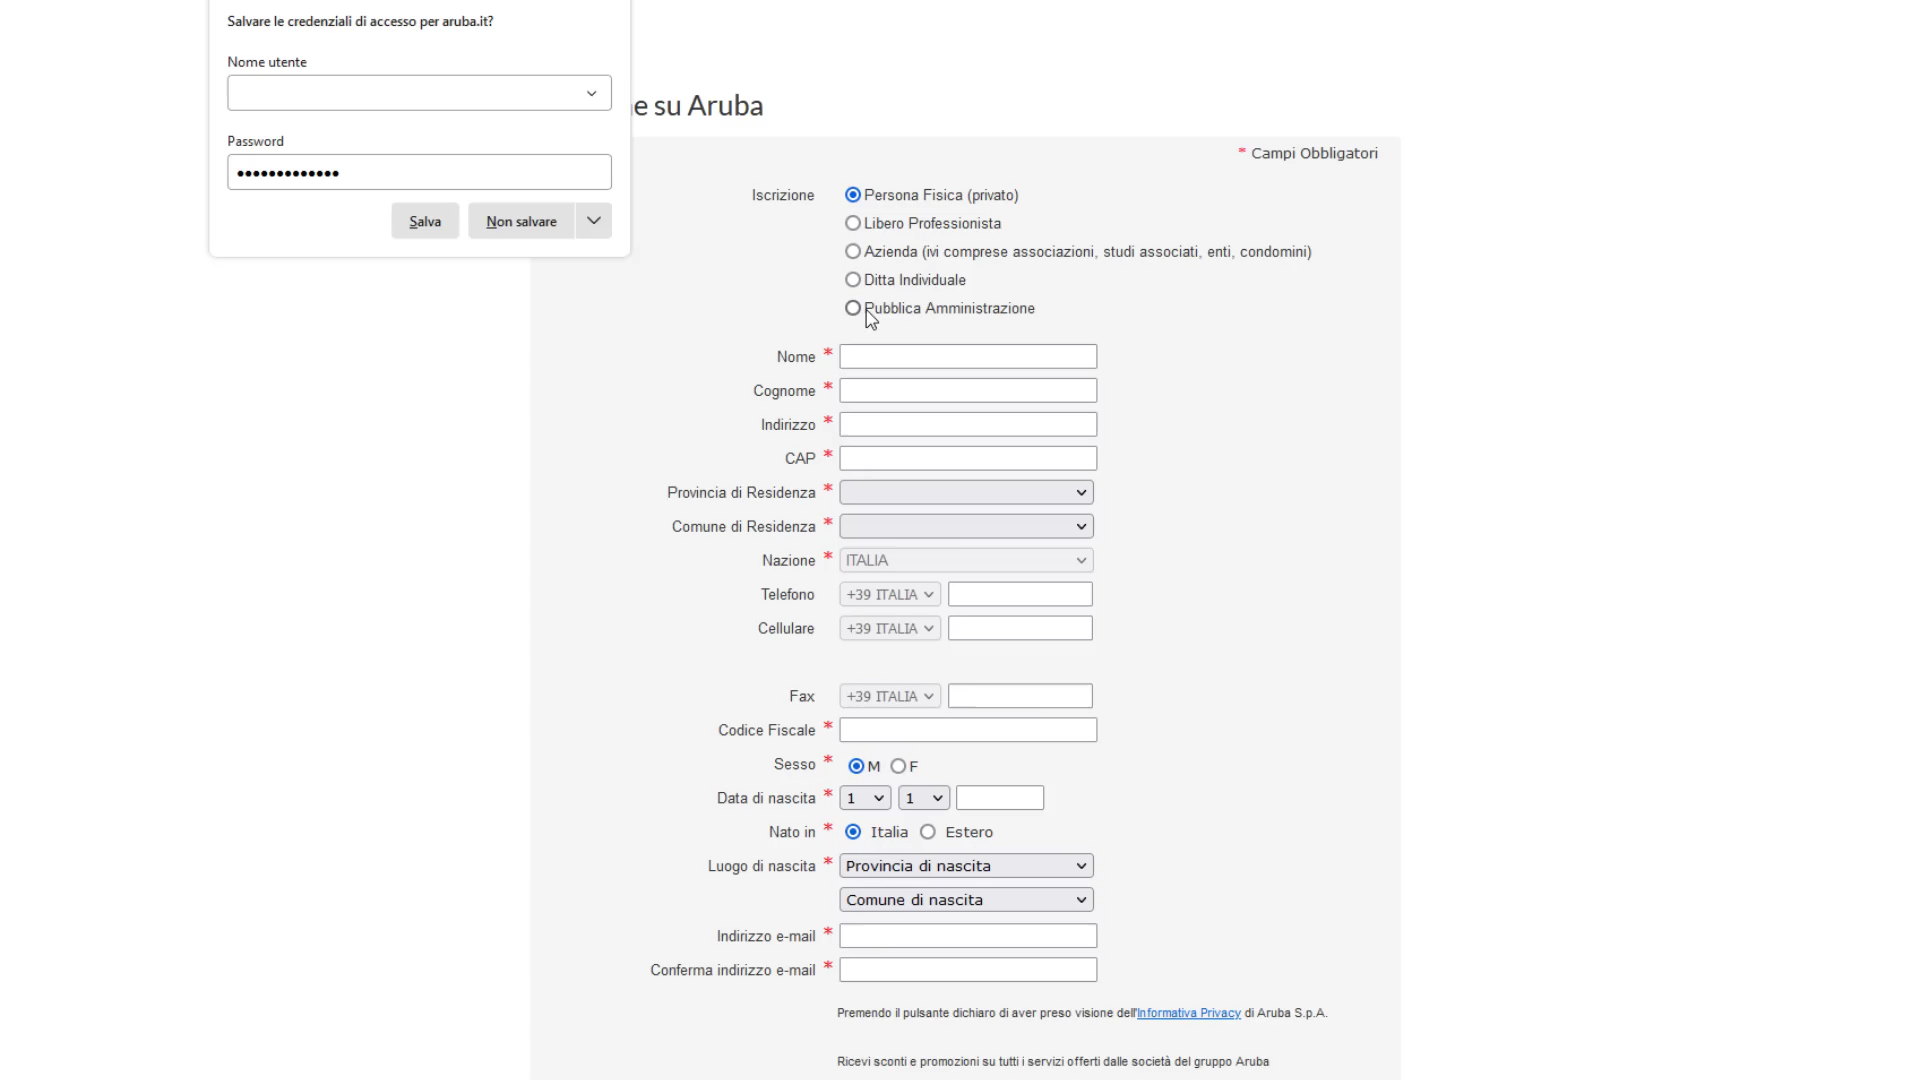 Salvare le credenziali di accesso per aruba.it?
Nome utente
Password
•••••••••••••
Salva
Non salvare
e su Aruba
* Campi Obbligatori
Iscrizione
Persona Fisica (privato)
Libero Professionista
Azienda (ivi comprese associazioni, studi associati, enti, condomini)
Ditta Individuale
Pubblica Amministrazione
Nome *
Cognome *
Indirizzo *
CAP *
Provincia di Residenza *
Comune di Residenza *
Nazione * ITALIA
Telefono +39 ITALIA
Cellulare +39 ITALIA
Fax +39 ITALIA
Codice Fiscale *
Sesso * M F
Data di nascita * 1 1
Nato in * Italia Estero
Luogo di nascita * Provincia di nascita
Comune di nascita
Indirizzo e-mail *
Conferma indirizzo e-mail *
Premendo il pulsante dichiaro di aver preso visione dell'Informativa Privacy di Aruba S.p.A.
Ricevi sconti e promozioni su tutti i servizi offerti dalle società del gruppo Aruba